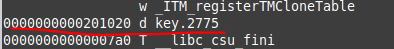 w _ITM_registerTMCloneTable
0000000000201020 d key.2775
00000000000007a0 T __libc_csu_fini